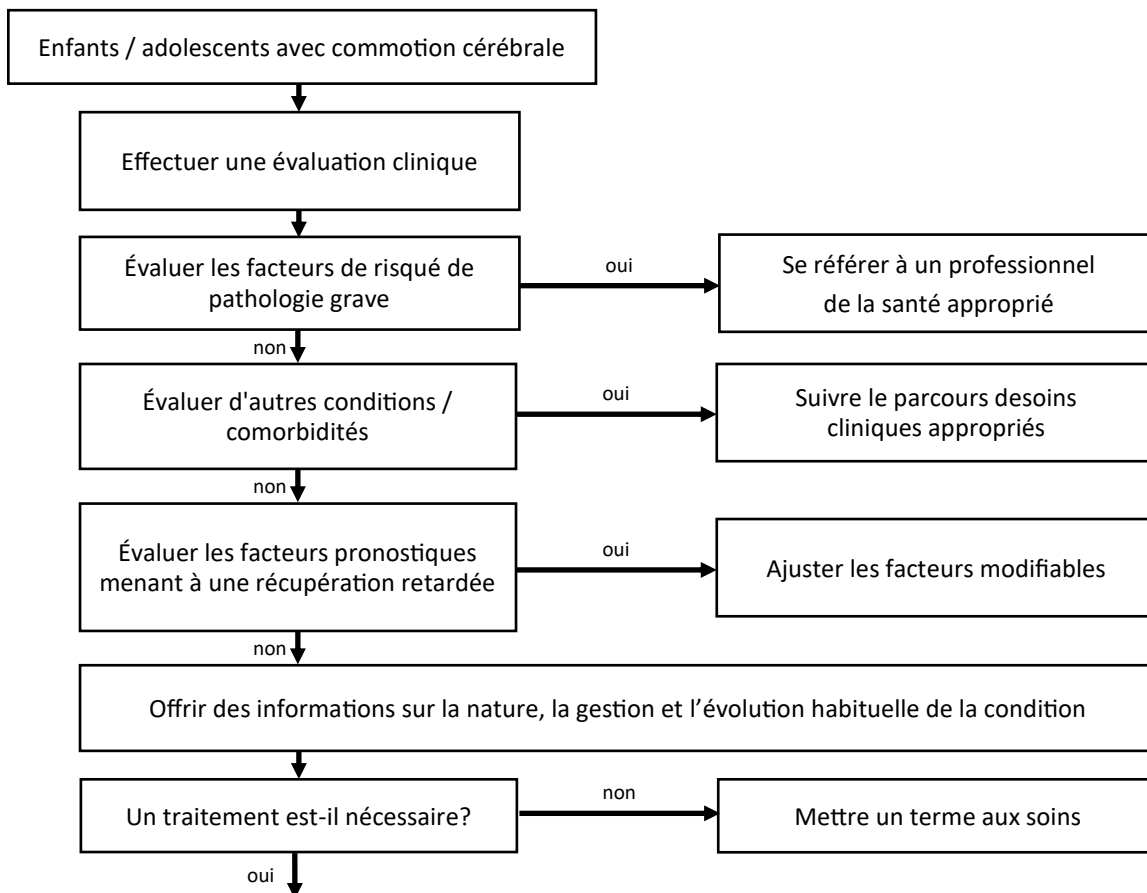 Enfants / adolescents avec commotion cérébrale
Effectuer une évaluation clinique
Évaluer les facteurs de risqué de
pathologie grave
oui
Se référer à un professionnel
de la santé approprié
non
Évaluer d'autres conditions /
comorbidités
oui
Suivre le parcours desoins
cliniques appropriés
non
Évaluer les facteurs pronostiques
menant à une récupération retardée
oui
Ajuster les facteurs modifiables
non
Offrir des informations sur la nature, la gestion et l’évolution habituelle de la condition
Un traitement est-il nécessaire?
non
Mettre un terme aux soins
oui